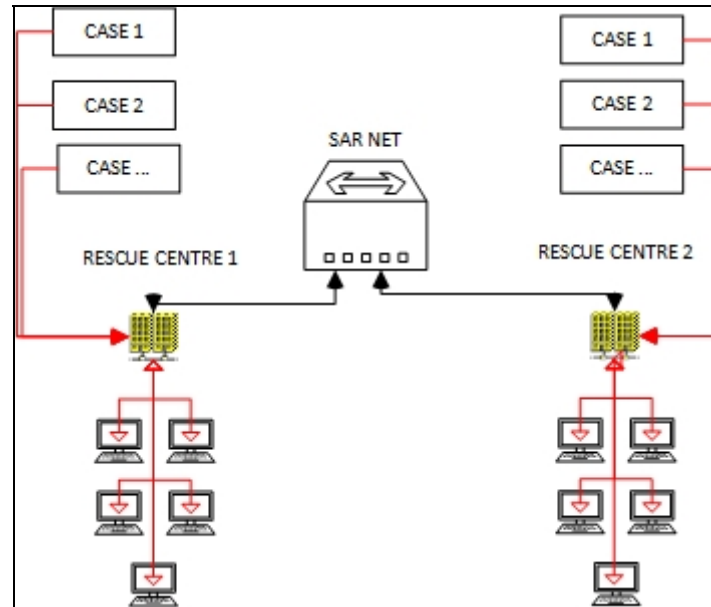 CASE 1
CASE 2
CASE ...
CASE 1
CASE 2
CASE ...
SAR NET
RESCUE CENTRE 1
RESCUE CENTRE 2